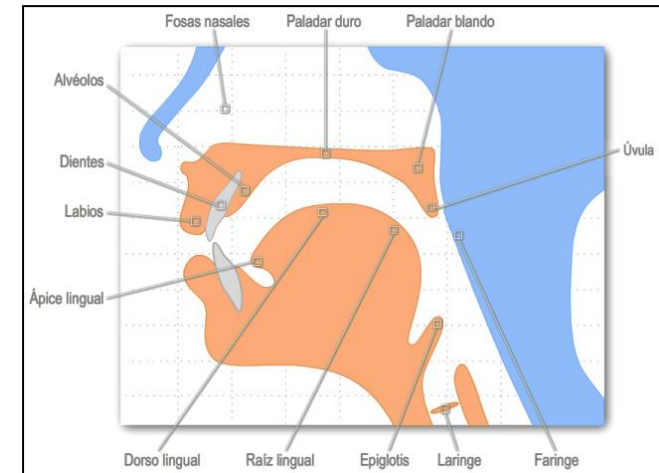 Fosas nasales
Paladar duro
Paladar blando
Alvéolos
Úvula
Dientes
Labios
Ápice lingual
Dorso lingual
Raíz lingual
Epiglotis
Laringe
Faringe